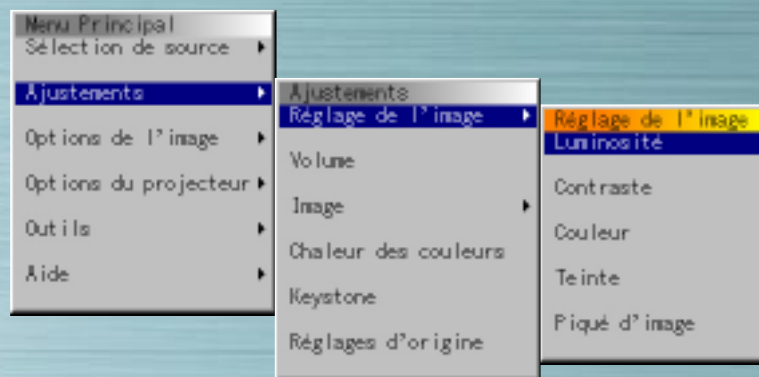 Menu Principal
Sélection de source
Ajustements
Options de l'image
Options du projecteur
Outils
Aide
Ajustements
Réglage de l'image
Volume
Image
Chaleur des couleurs
Keystone
Réglages d'origine
Réglage de l'image
Luminosité
Contraste
Couleur
Teinte
Piqué d'image